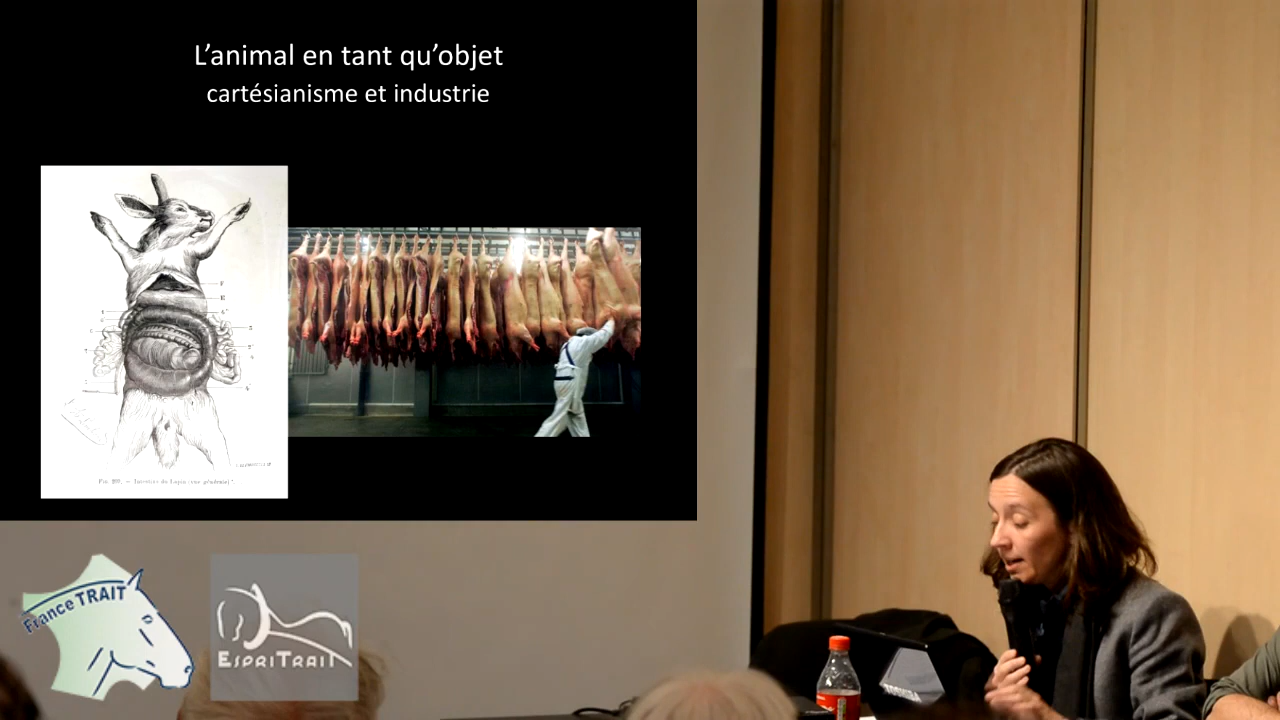 L’animal en tant qu’objet
cartésianisme et industrie
France TRAIT
ESPRITRAIT